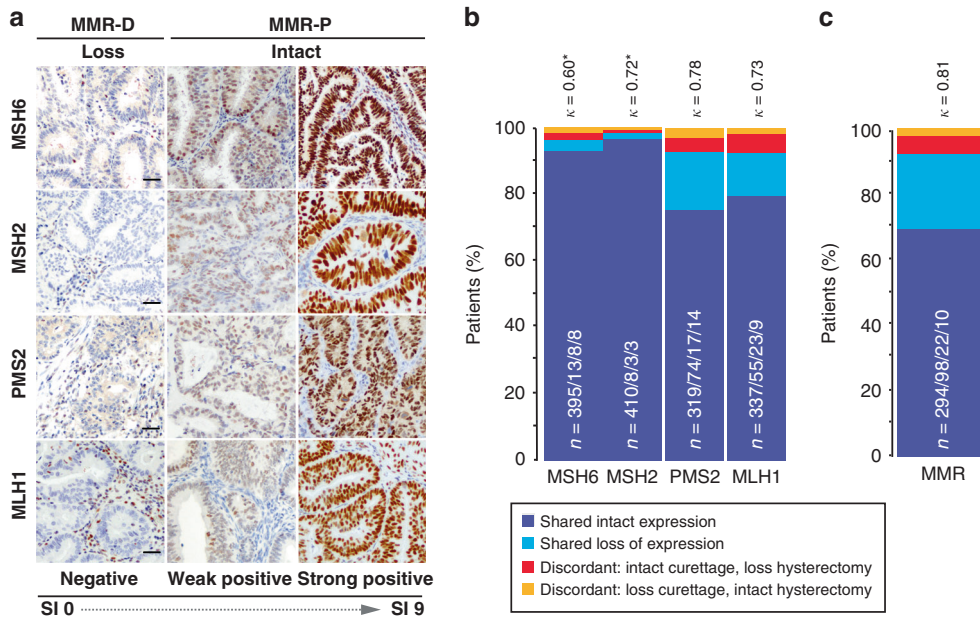 a
MMR-D MMR-P
Loss Intact
MSH6
MSH2
PMS2
MLH1
Negative Weak positive Strong positive
SI 0 SI 9
b
κ = 0.60*
κ = 0.72*
κ = 0.78
κ = 0.73
Patients (%)
100
80
60
40
20
0
n = 395/13/8/8
n = 410/8/3/3
n = 319/74/17/14
n = 337/55/23/9
MSH6 MSH2 PMS2 MLH1
c
κ = 0.81
Patients (%)
100
80
60
40
20
0
n = 294/98/22/10
MMR
Shared intact expression
Shared loss of expression
Discordant: intact curettage, loss hysterectomy
Discordant: loss curettage, intact hysterectomy